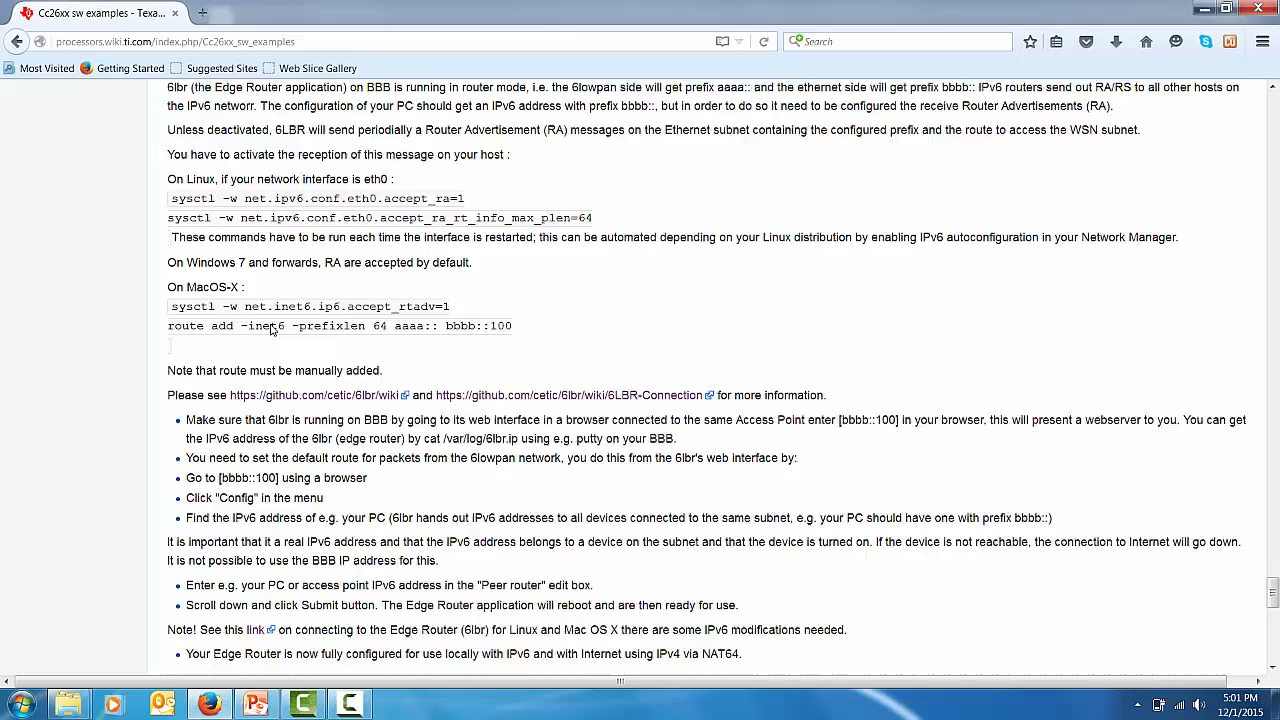 Cc26xx sw examples - Texa...
processors.wiki.ti.com/index.php/Cc26xx_sw_examples
Search
Most Visited Getting Started Suggested Sites Web Slice Gallery
6lbr (the Edge Router application) on BBB is running in router mode, i.e. the 6lowpan side will get prefix aaaa:: and the ethernet side will get prefix bbbb:: IPv6 routers send out RA/RS to all other hosts on
the IPv6 networr. The configuration of your PC should get an IPv6 address with prefix bbbb::, but in order to do so it need to be configured the receive Router Advertisements (RA).
Unless deactivated, 6LBR will send periodially a Router Advertisement (RA) messages on the Ethernet subnet containing the configured prefix and the route to access the WSN subnet.
You have to activate the reception of this message on your host :
On Linux, if your network interface is eth0 :
sysctl -w net.ipv6.conf.eth0.accept_ra=1
sysctl -w net.ipv6.conf.eth0.accept_ra_rt_info_max_plen=64
These commands have to be run each time the interface is restarted; this can be automated depending on your Linux distribution by enabling IPv6 autoconfiguration in your Network Manager.
On Windows 7 and forwards, RA are accepted by default.
On MacOS-X :
sysctl -w net.inet6.ip6.accept_rtadv=1
route add -inet6 -prefixlen 64 aaaa:: bbbb::100
Note that route must be manually added.
Please see https://github.com/cetic/6lbr/wiki and https://github.com/cetic/6lbr/wiki/6LBR-Connection for more information.
Make sure that 6lbr is running on BBB by going to its web interface in a browser connected to the same Access Point enter [bbbb::100] in your browser, this will present a webserver to you. You can get
the IPv6 address of the 6lbr (edge router) by cat /var/log/6lbr.ip using e.g. putty on your BBB.
You need to set the default route for packets from the 6lowpan network, you do this from the 6lbr's web interface by:
Go to [bbbb::100] using a browser
Click "Config" in the menu
Find the IPv6 address of e.g. your PC (6lbr hands out IPv6 addresses to all devices connected to the same subnet, e.g. your PC should have one with prefix bbbb::)
It is important that it a real IPv6 address and that the IPv6 address belongs to a device on the subnet and that the device is turned on. If the device is not reachable, the connection to Internet will go down.
It is not possible to use the BBB IP address for this.
Enter e.g. your PC or access point IPv6 address in the "Peer router" edit box.
Scroll down and click Submit button. The Edge Router application will reboot and are then ready for use.
Note! See this link on connecting to the Edge Router (6lbr) for Linux and Mac OS X there are some IPv6 modifications needed.
Your Edge Router is now fully configured for use locally with IPv6 and with Internet using IPv4 via NAT64.
5:01 PM
12/1/2015